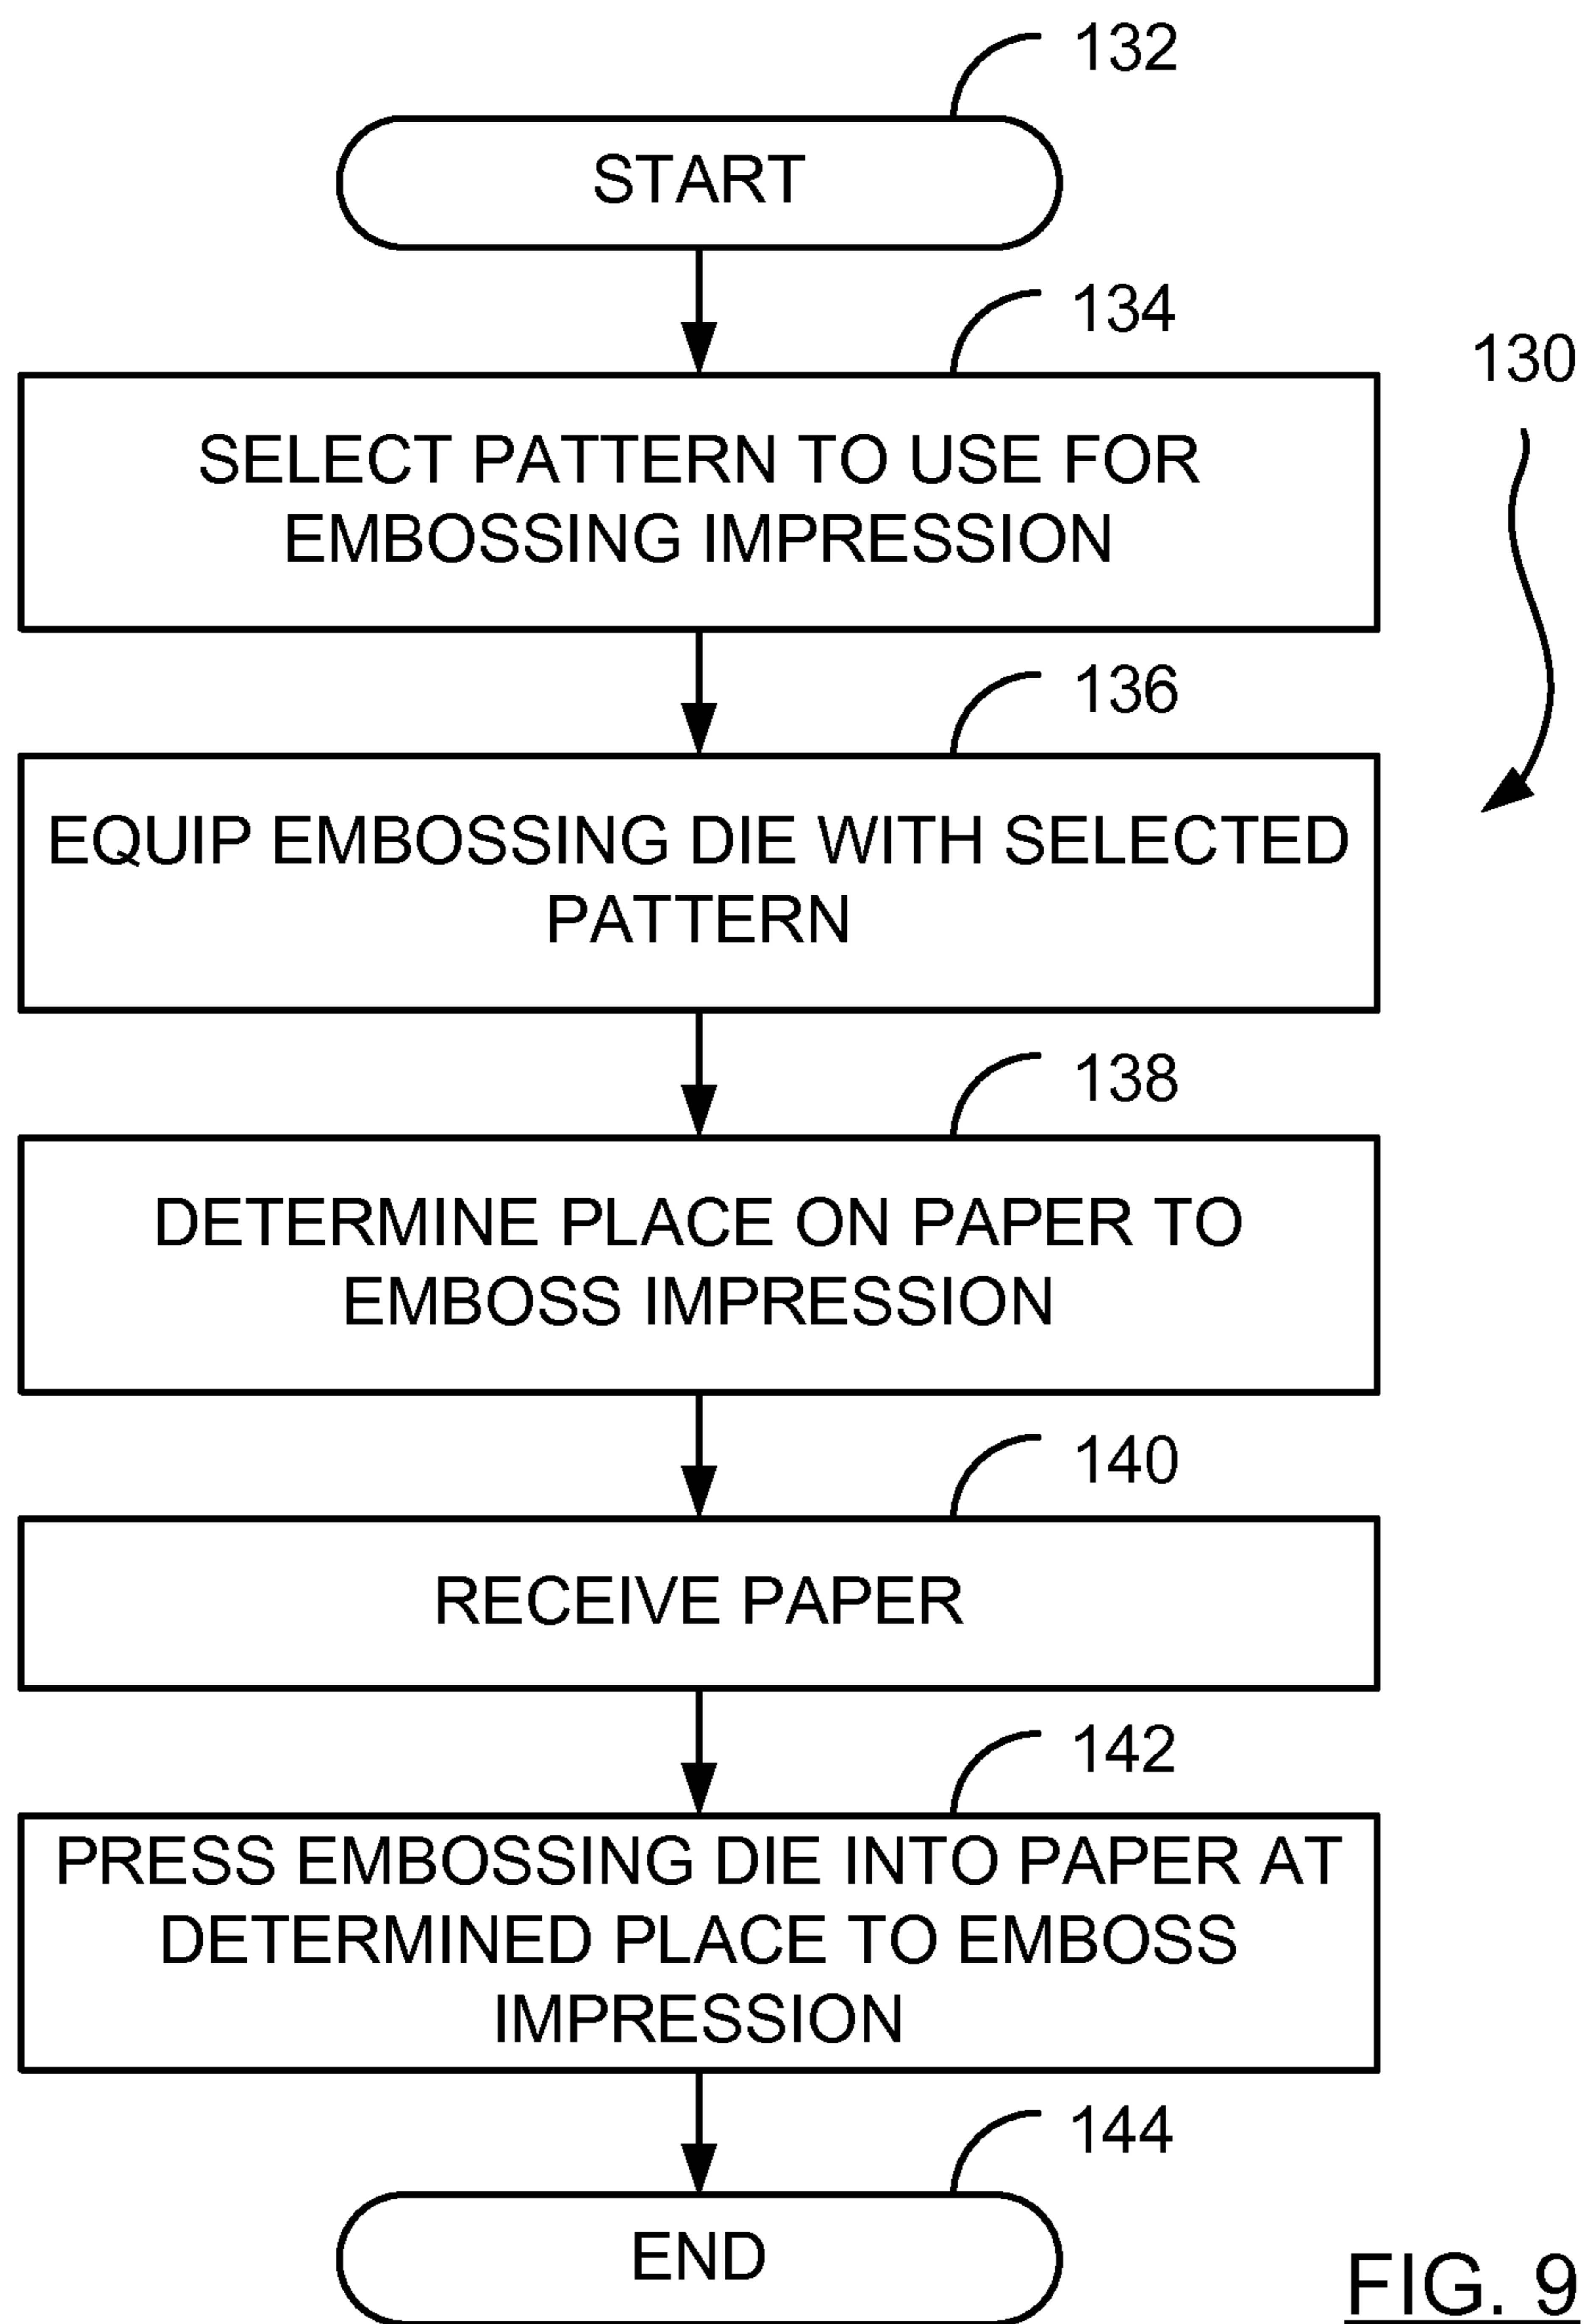 132
START
134
130
SELECT PATTERN TO USE FOR
EMBOSSING IMPRESSION
136
EQUIP EMBOSSING DIE WITH SELECTED
PATTERN
138
DETERMINE PLACE ON PAPER TO
EMBOSS IMPRESSION
140
RECEIVE PAPER
142
PRESS EMBOSSING DIE INTO PAPER AT
DETERMINED PLACE TO EMBOSS
IMPRESSION
144
END
FIG. 9